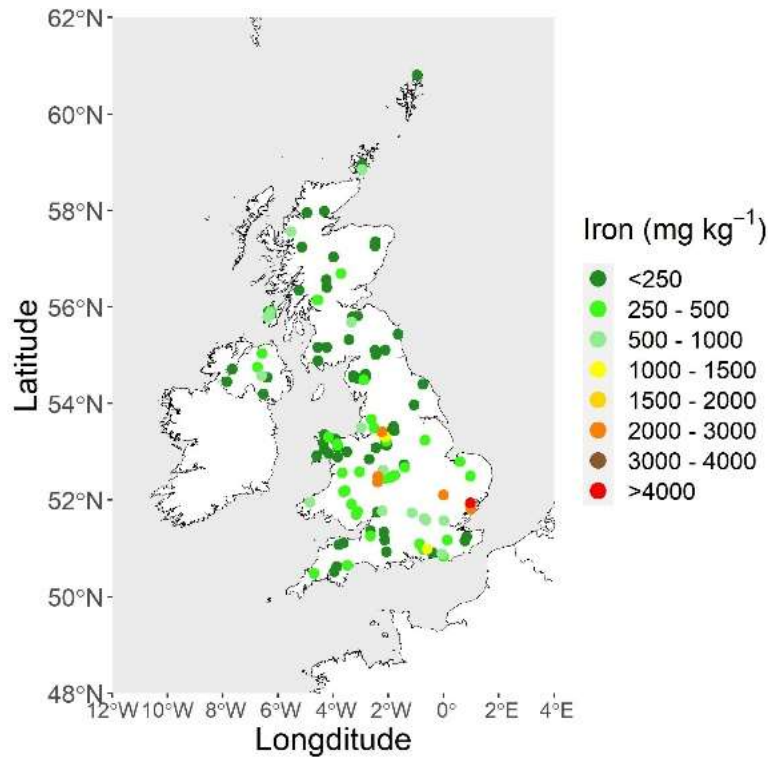 62°N
60°N
58°N
56°N
54°N
52°N
50°N
48°N
Latitude
12°W 10°W 8°W 6°W 4°W 2°W 0° 2°E 4°E
Longditude
Iron (mg kg⁻¹)
<250
250 - 500
500 - 1000
1000 - 1500
1500 - 2000
2000 - 3000
3000 - 4000
>4000